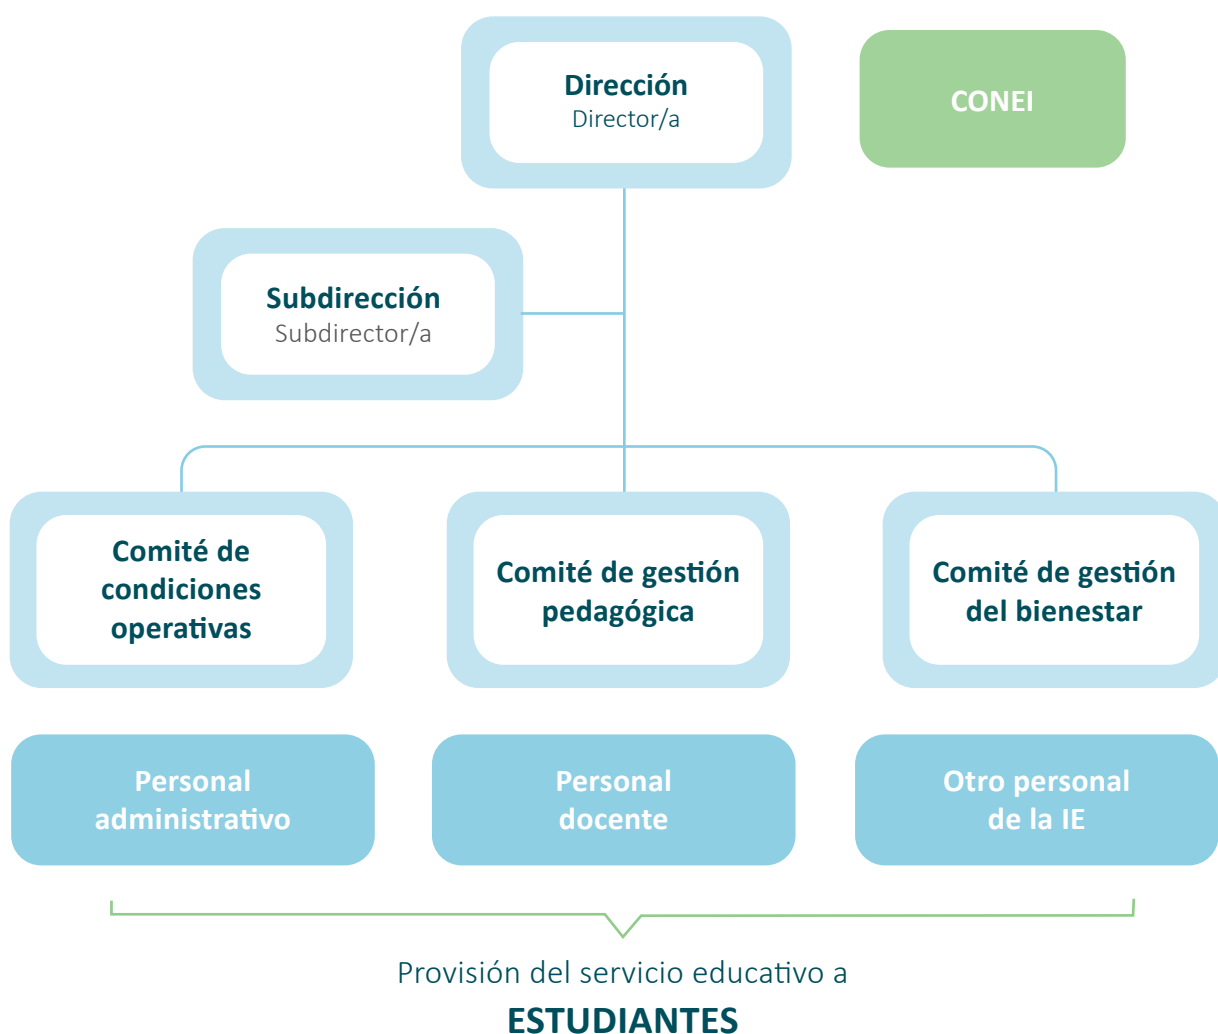 Dirección
Director/a
CONEI
Subdirección
Subdirector/a
Comité de
condiciones
operativas
Comité de gestión
pedagógica
Comité de gestión
del bienestar
Personal
administrativo
Personal
docente
Otro personal
de la IE
Provisión del servicio educativo a
ESTUDIANTES